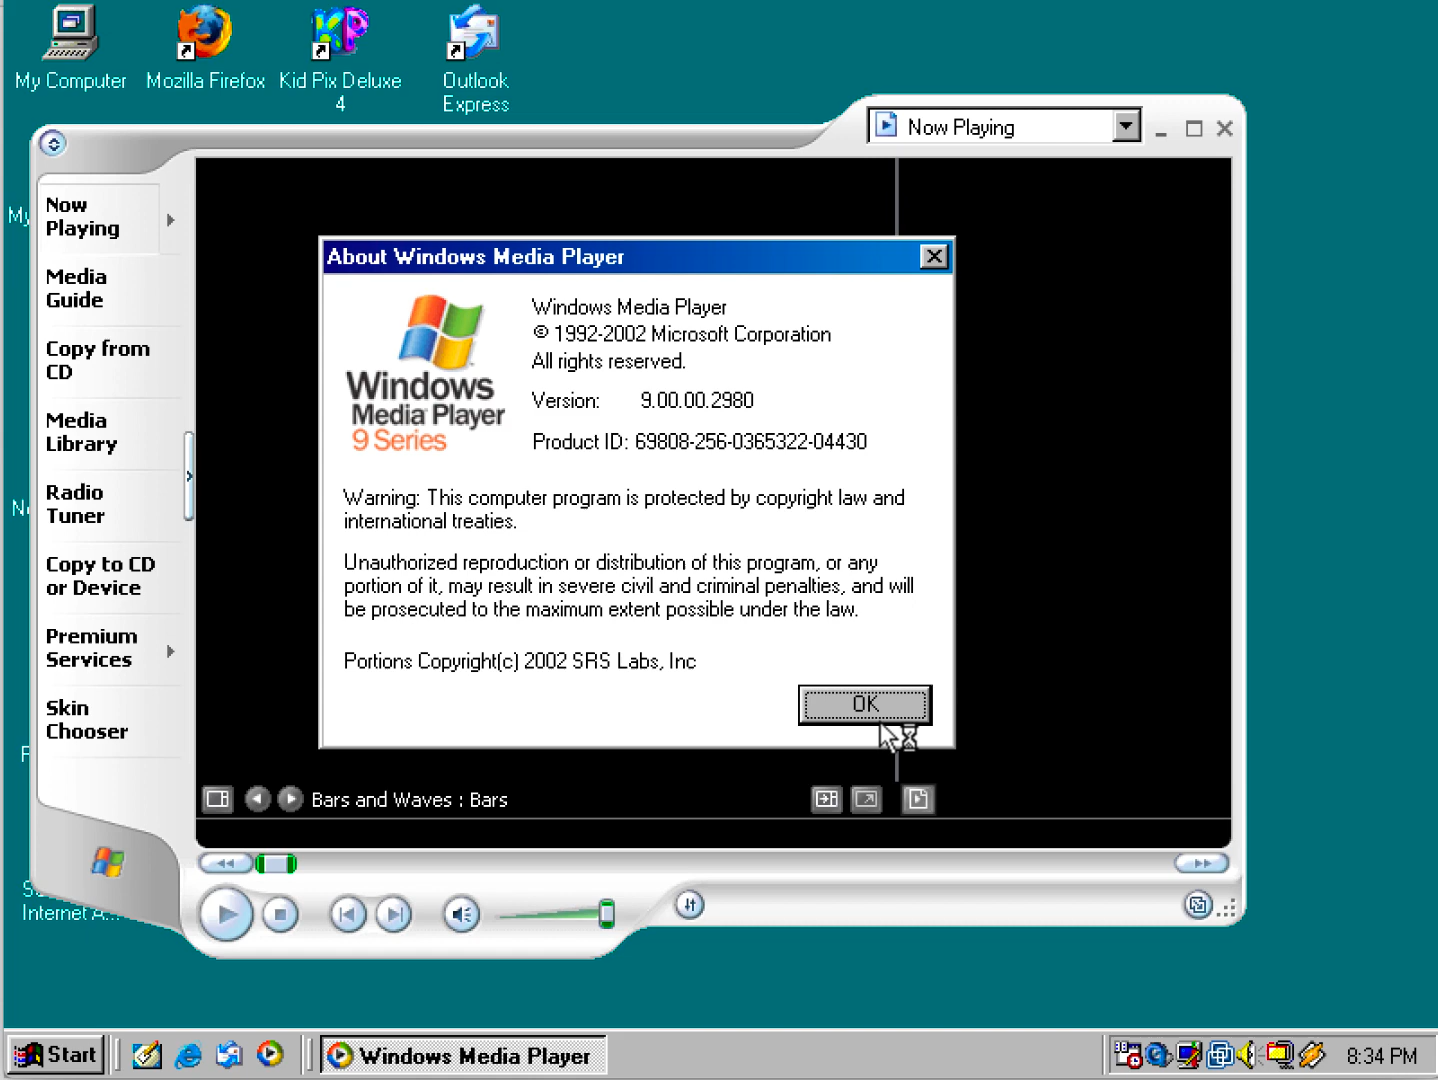 My Computer
Mozilla Firefox
Kid Pix Deluxe
4
Outlook
Express
Now Playing
Now
Playing
Media
Guide
Copy from
CD
Media
Library
Radio
Tuner
Copy to CD
or Device
Premium
Services
Skin
Chooser
About Windows Media Player
Windows
Media Player
9 Series
Windows Media Player
© 1992-2002 Microsoft Corporation
All rights reserved.
Version: 9.00.00.2980
Product ID: 69808-256-0365322-04430
Warning: This computer program is protected by copyright law and
international treaties.
Unauthorized reproduction or distribution of this program, or any
portion of it, may result in severe civil and criminal penalties, and will
be prosecuted to the maximum extent possible under the law.
Portions Copyright(c) 2002 SRS Labs, Inc
OK
Bars and Waves : Bars
Internet A...
Start
Windows Media Player
8:34 PM